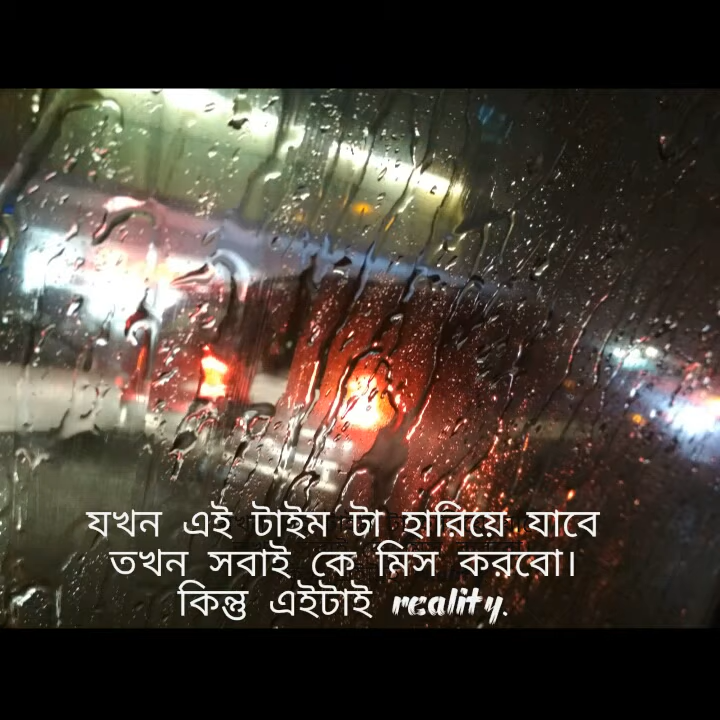 যখন এই টাইম টা হারিয়ে যাবে
তখন সবাই কে মিস করবো।
কিন্তু এইটাই reality.